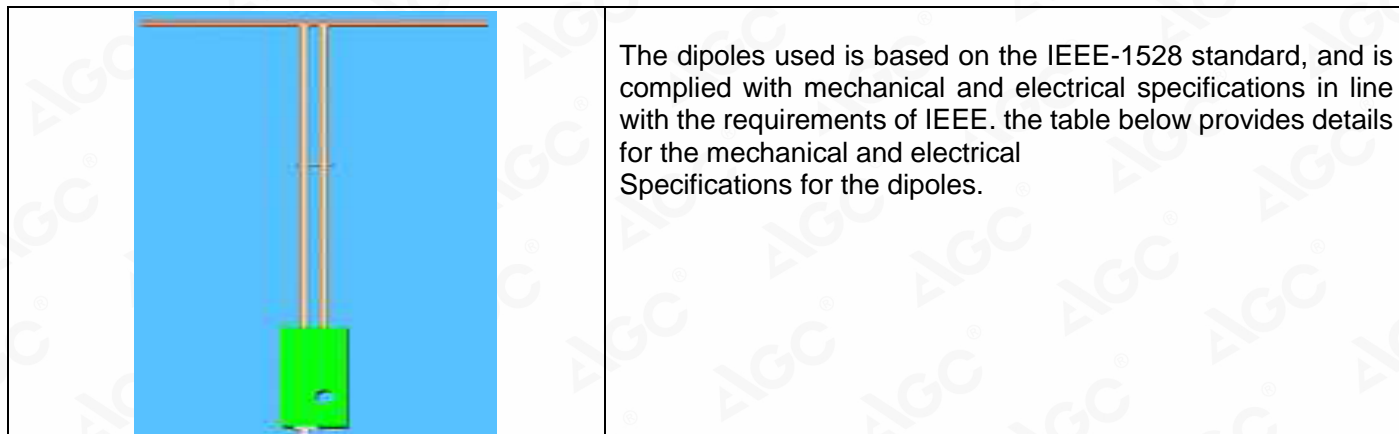 The dipoles used is based on the IEEE-1528 standard, and is
complied with mechanical and electrical specifications in line
with the requirements of IEEE. the table below provides details
for the mechanical and electrical
Specifications for the dipoles.